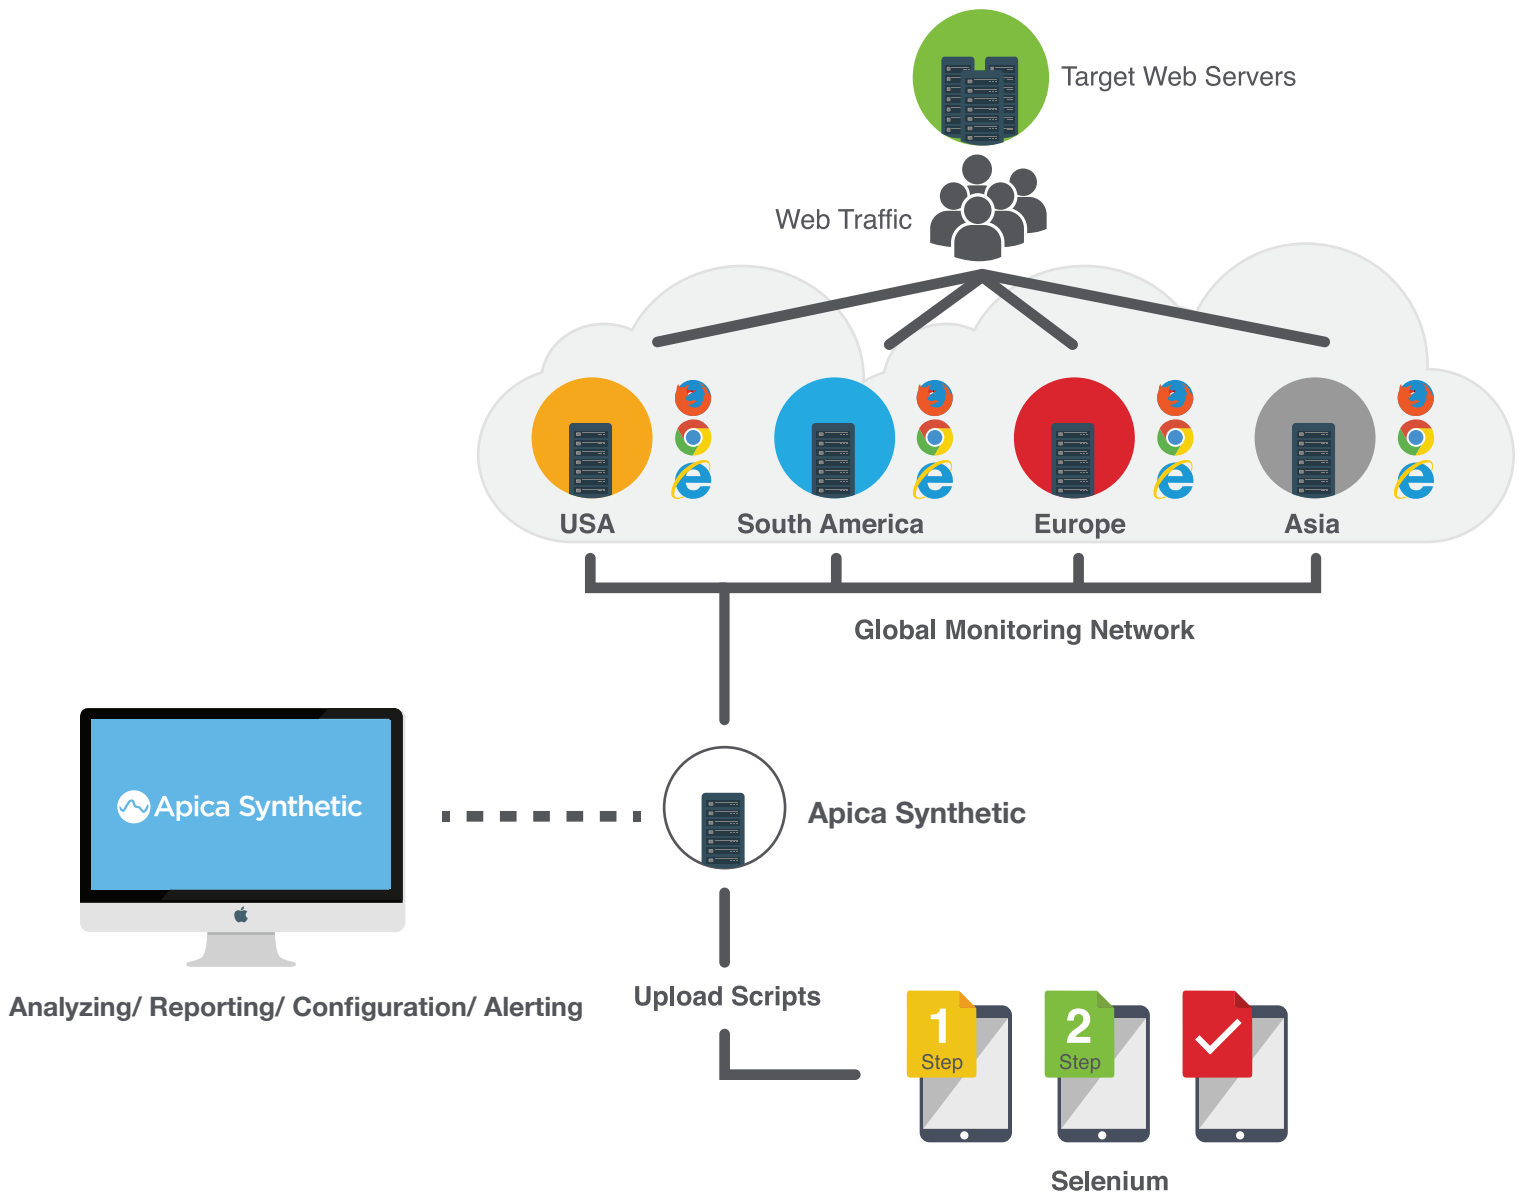 Target Web Servers
Web Traffic
USA
South America
Europe
Asia
Global Monitoring Network
Apica Synthetic
Apica Synthetic
Analyzing/ Reporting/ Configuration/ Alerting
Upload Scripts
1
Step
2
Step
Selenium